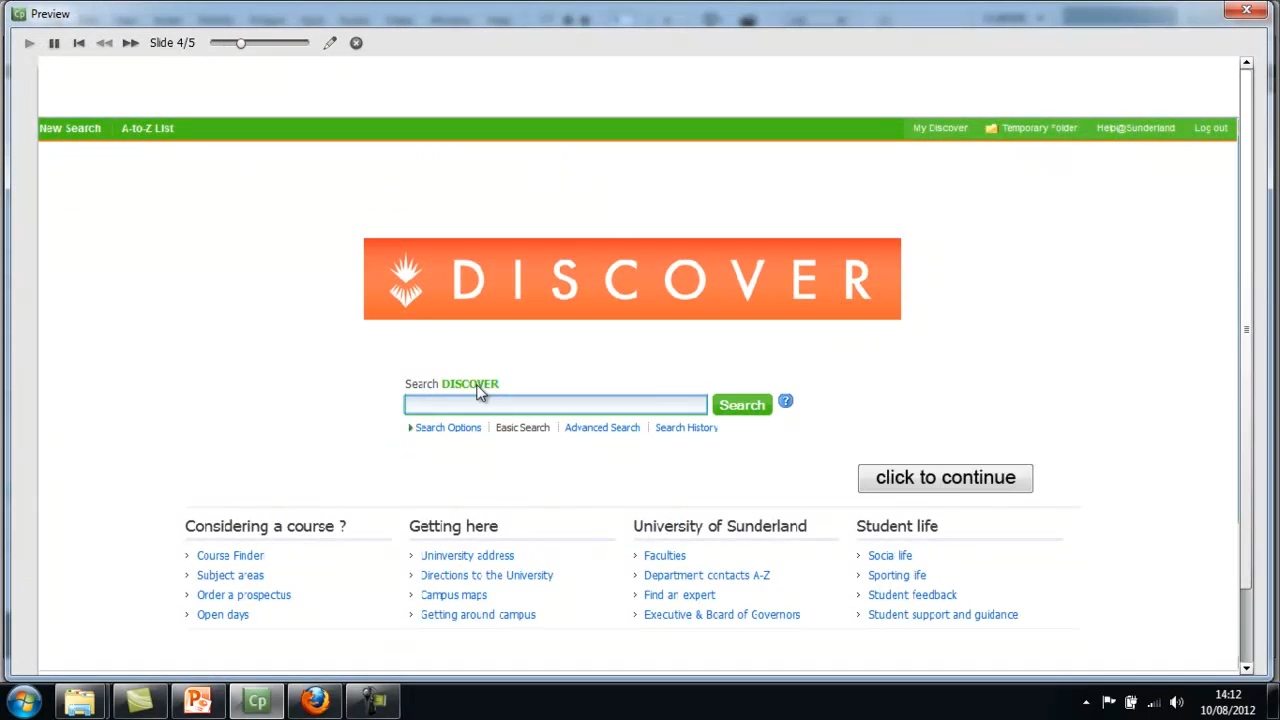 Cp Preview
Slide 4/5
New Search A-to-Z List My Discover Temporary Folder Help@Sunderland Log out
DISCOVER
Search DISCOVER
Search ?
Search Options Basic Search Advanced Search Search History
click to continue
Considering a course ? Getting here University of Sunderland Student life
Course Finder Uninversity address Faculties Social life
Subject areas Directions to the University Department contacts A-Z Sporting life
Order a prospectus Campus maps Find an expert Student feedback
Open days Getting around campus Executive & Board of Governors Student support and guidance
Cp 14:12
10/08/2012